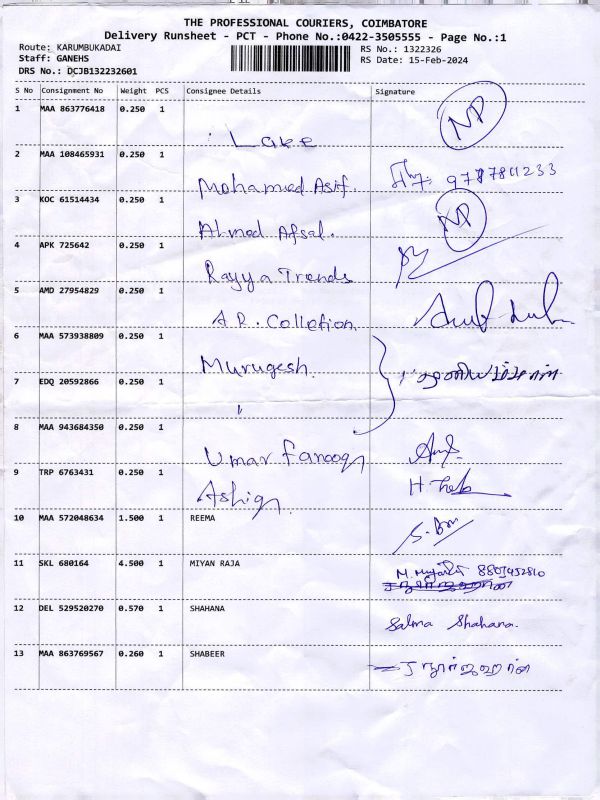 THE PROFESSIONAL COURIERS, COIMBATORE
Delivery Runsheet - PCT - Phone No.:0422-3505555 - Page No.:1
Route: KARUMBUKADAI
RS No.: 1322326
Staff: GANEHS
RS Date: 15-Feb-2024
DRS No.: DCJB132232601
S No Consignment No Weight PCS Consignee Details Signature
1 MAA 863776418 0.250 1 Lake NP
2 MAA 108465931 0.250 1 Mohamied Asif.
3 KOC 61514434 0.250 1 Ahmed Afsal. NP
4 APK 725642 0.250 1 Rayya Trends
5 AMD 27954829 0.250 1 A.R. Colletion
6 MAA 573938809 0.250 1 Murugesh
7 EDQ 20592866 0.250 1 "
8 MAA 943684350 0.250 1 Umar Farooq
9 TRP 6763431 0.250 1 Ashiq
10 MAA 572048634 1.500 1 REEMA
11 SKL 680164 4.500 1 MIYAN RAJA
12 DEL 529520270 0.570 1 SHAHANA Salma Shahana.
13 MAA 863769567 0.260 1 SHABEER